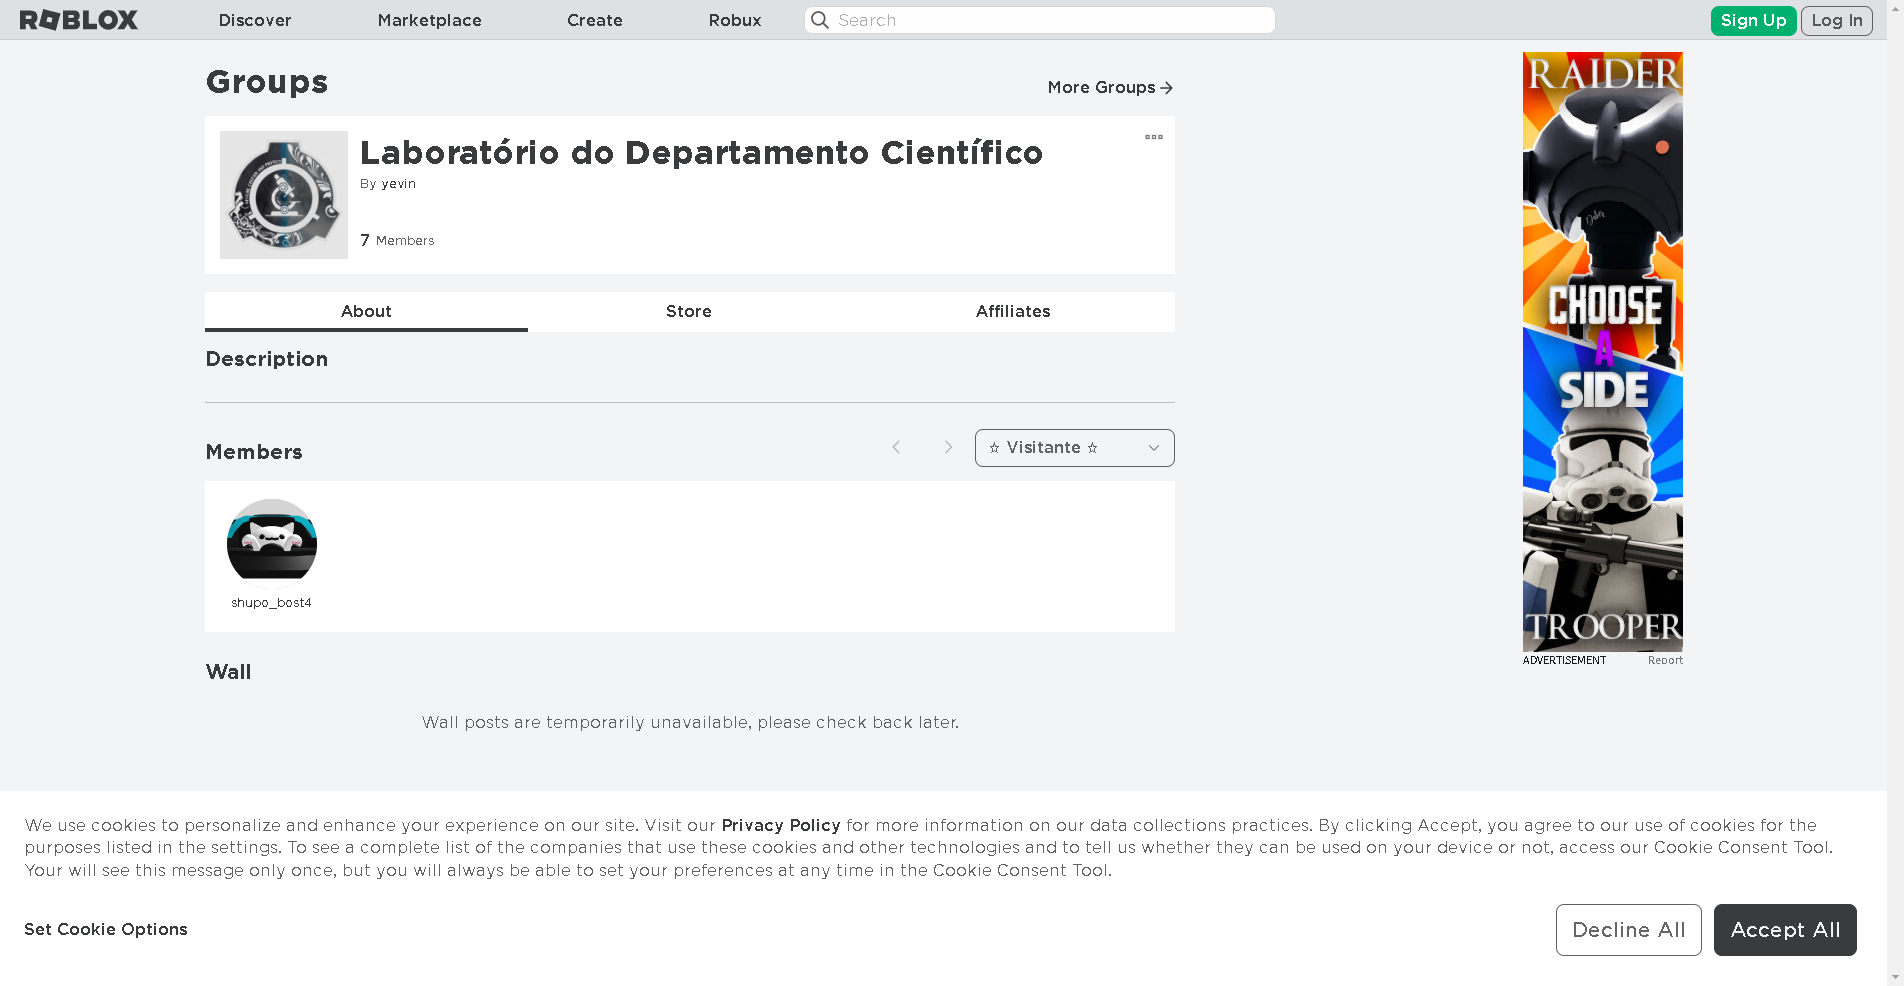 ROBLOX
Discover
Marketplace
Create
Robux
Search
Sign Up
Log In
Groups
More Groups
Laboratório do Departamento Científico
By yevin
7 Members
About
Store
Affiliates
Description
Members
☆ Visitante ☆
shupo_bost4
Wall
Wall posts are temporarily unavailable, please check back later.
RAIDER
CHOOSE
A
SIDE
TROOPER
ADVERTISEMENT
Report
We use cookies to personalize and enhance your experience on our site. Visit our Privacy Policy for more information on our data collections practices. By clicking Accept, you agree to our use of cookies for the
purposes listed in the settings. To see a complete list of the companies that use these cookies and other technologies and to tell us whether they can be used on your device or not, access our Cookie Consent Tool.
Your will see this message only once, but you will always be able to set your preferences at any time in the Cookie Consent Tool.
Set Cookie Options
Decline All
Accept All